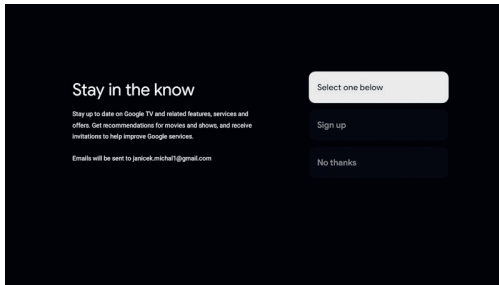 Stay in the know
Stay up to date on Google TV and related features, services and
offers. Get recommendations for movies and shows, and receive
invitations to help improve Google services.
Emails will be sent to janicek.michal1@gmail.com
Select one below
Sign up
No thanks